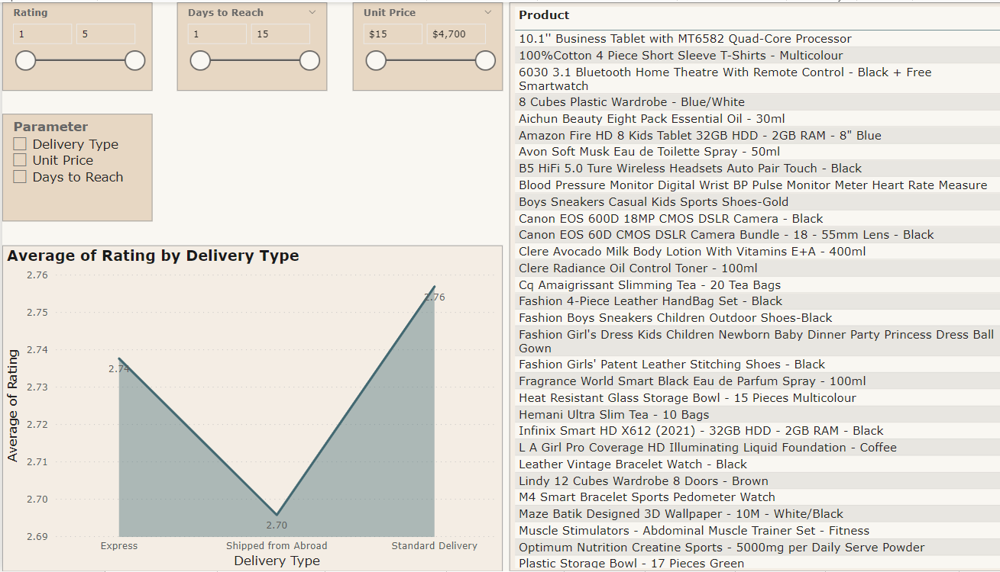 Rating
1
5
Days to Reach
1
15
Unit Price
$15
$4,700
Parameter
Delivery Type
Unit Price
Days to Reach
Average of Rating by Delivery Type
2.76
2.75
2.74
2.73
2.72
2.71
2.70
2.69
Average of Rating
2.74
2.70
2.76
Express
Shipped from Abroad
Standard Delivery
Delivery Type
Product
10.1'' Business Tablet with MT6582 Quad-Core Processor
100%Cotton 4 Piece Short Sleeve T-Shirts - Multicolour
6030 3.1 Bluetooth Home Theatre With Remote Control - Black + Free
Smartwatch
8 Cubes Plastic Wardrobe - Blue/White
Aichun Beauty Eight Pack Essential Oil - 30ml
Amazon Fire HD 8 Kids Tablet 32GB HDD - 2GB RAM - 8" Blue
Avon Soft Musk Eau de Toilette Spray - 50ml
B5 HiFi 5.0 Ture Wireless Headsets Auto Pair Touch - Black
Blood Pressure Monitor Digital Wrist BP Pulse Monitor Meter Heart Rate Measure
Boys Sneakers Casual Kids Sports Shoes-Gold
Canon EOS 600D 18MP CMOS DSLR Camera - Black
Canon EOS 60D CMOS DSLR Camera Bundle - 18 - 55mm Lens - Black
Clere Avocado Milk Body Lotion With Vitamins E+A - 400ml
Clere Radiance Oil Control Toner - 100ml
Cq Amaigrissant Slimming Tea - 20 Tea Bags
Fashion 4-Piece Leather HandBag Set - Black
Fashion Boys Sneakers Children Outdoor Shoes-Black
Fashion Girl's Dress Kids Children Newborn Baby Dinner Party Princess Dress Ball
Gown
Fashion Girls' Patent Leather Stitching Shoes - Black
Fragrance World Smart Black Eau de Parfum Spray - 100ml
Heat Resistant Glass Storage Bowl - 15 Pieces Multicolour
Hemani Ultra Slim Tea - 10 Bags
Infinix Smart HD X612 (2021) - 32GB HDD - 2GB RAM - Black
L A Girl Pro Coverage HD Illuminating Liquid Foundation - Coffee
Leather Vintage Bracelet Watch - Black
Lindy 12 Cubes Wardrobe 8 Doors - Brown
M4 Smart Bracelet Sports Pedometer Watch
Maze Batik Designed 3D Wallpaper - 10M - White/Black
Muscle Stimulators - Abdominal Muscle Trainer Set - Fitness
Optimum Nutrition Creatine Sports - 5000mg per Daily Serve Powder
Plastic Storage Bowl - 17 Pieces Green